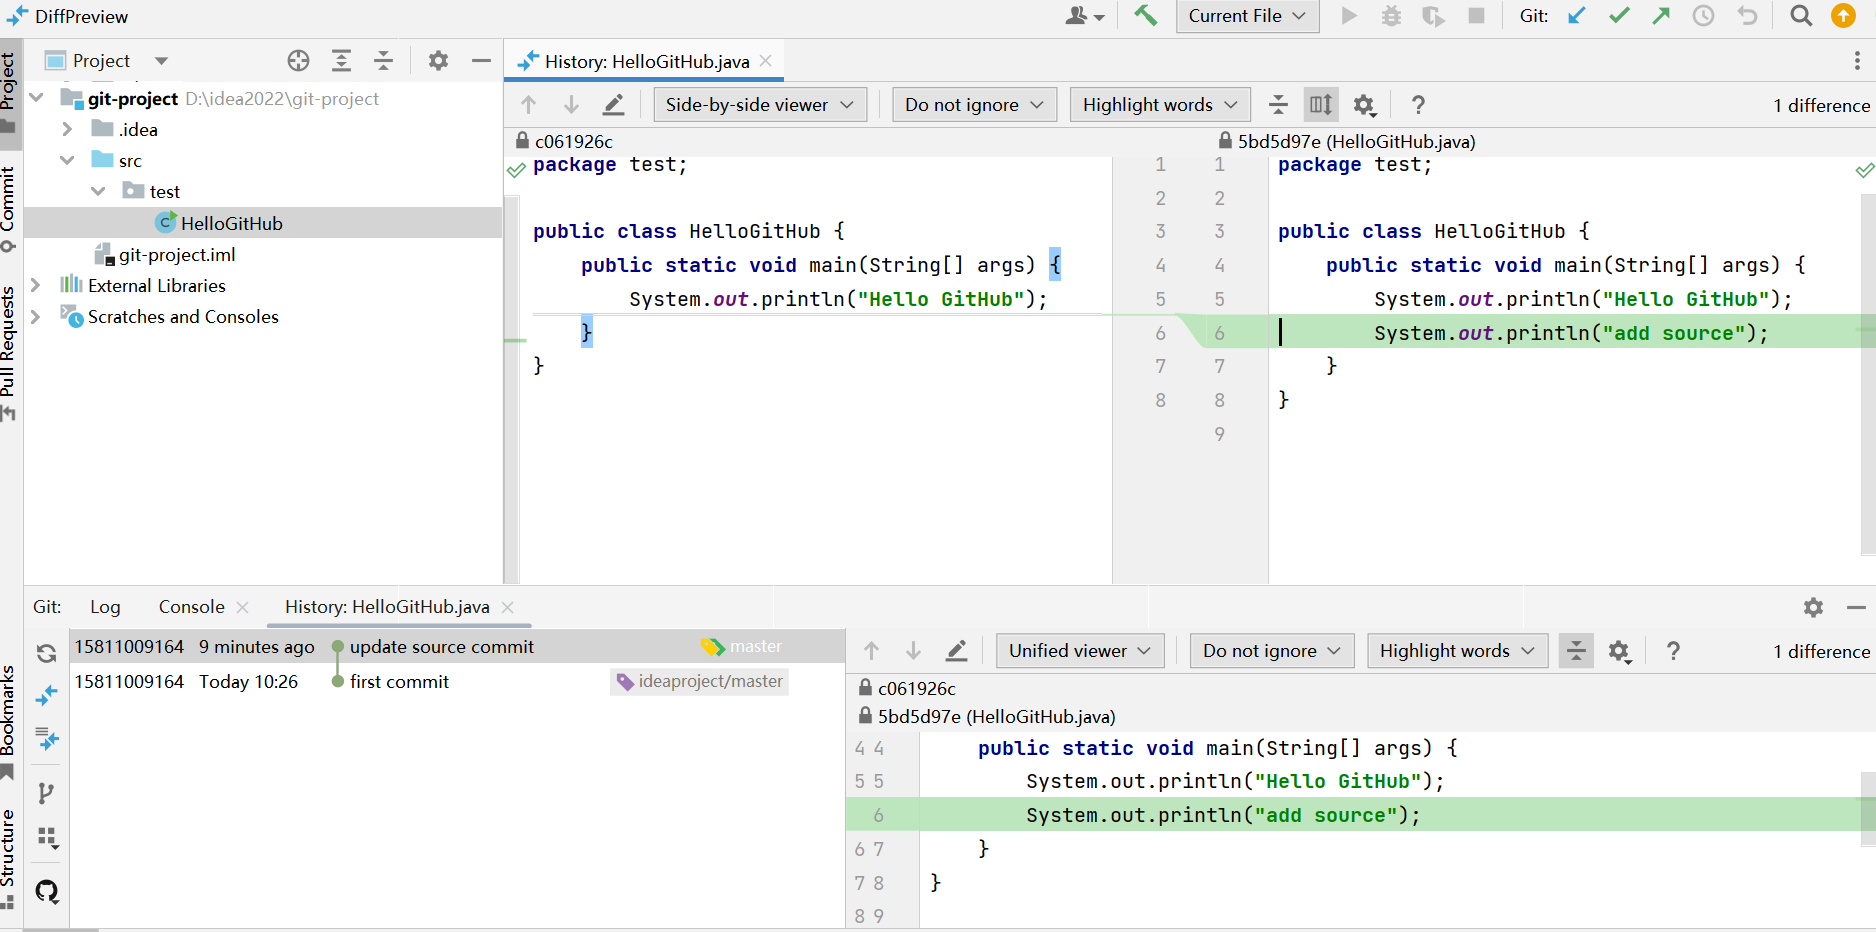 DiffPreview
Current File
Git:
Project
Project
Commit
Pull Requests
Bookmarks
Structure
git-project D:\idea2022\git-project
.idea
src
test
HelloGitHub
git-project.iml
External Libraries
Scratches and Consoles
History: HelloGitHub.java
Side-by-side viewer
Do not ignore
Highlight words
?
1 difference
c061926c
5bd5d97e (HelloGitHub.java)
package test;
public class HelloGitHub {
public static void main(String[] args) {
System.out.println("Hello GitHub");
}
}
1 1
2 2
3 3
4 4
5 5
6 6
7 7
8 8
9
package test;
public class HelloGitHub {
public static void main(String[] args) {
System.out.println("Hello GitHub");
System.out.println("add source");
}
}
Git: Log Console History: HelloGitHub.java
15811009164 9 minutes ago update source commit master
15811009164 Today 10:26 first commit ideaproject/master
Unified viewer
Do not ignore
Highlight words
?
1 difference
c061926c
5bd5d97e (HelloGitHub.java)
4 4 public static void main(String[] args) {
5 5 System.out.println("Hello GitHub");
6 System.out.println("add source");
6 7 }
7 8 }
8 9